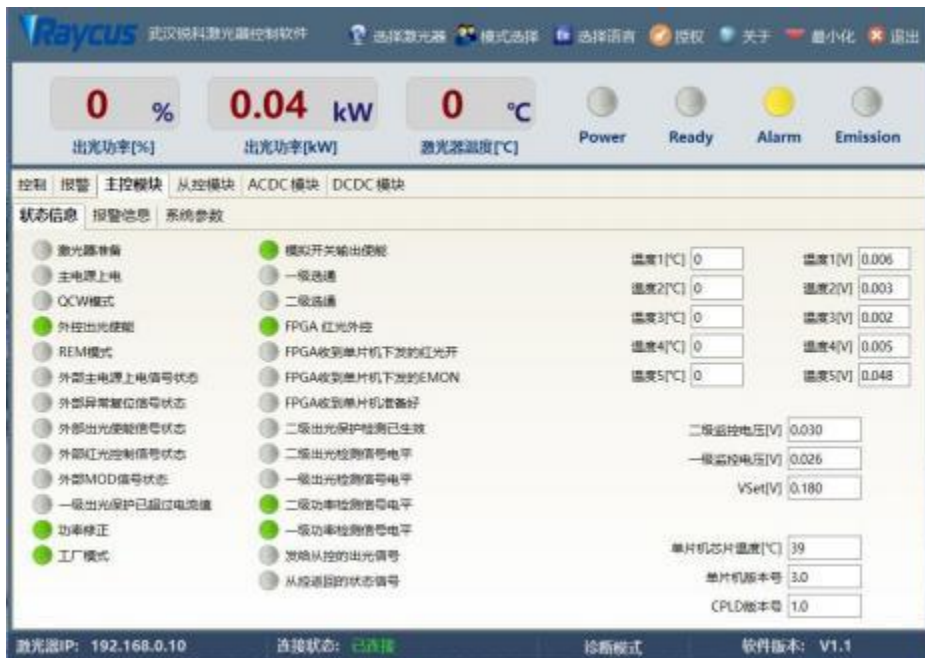 Raycus 武汉锐科激光器控制软件 选择激光器 模式选择 选择语言 授权 关于 最小化 退出
0 % 0.04 kW 0 ℃
出光功率[%] 出光功率[kW] 激光器温度[℃] Power Ready Alarm Emission
控制 报警 主控模块 从控模块 ACDC模块 DCDC模块
状态信息 报警信息 系统参数
激光器准备 模拟开关输出使能 温度1[℃] 0 温度1[V] 0.006
主电源上电 一级选通 温度2[℃] 0 温度2[V] 0.003
QCW模式 二级选通 温度3[℃] 0 温度3[V] 0.002
外控出光使能 FPGA 红光外控
REM模式 FPGA收到单片机下发的红光开 温度4[℃] 0 温度4[V] 0.005
外部主电源上电信号状态 FPGA收到单片机下发的EMON 温度5[℃] 0 温度5[V] 0.048
外部异常复位信号状态 FPGA收到单片机准备好
外部出光使能信号状态 二级出光保护检测已生效 二级监控电压[V] 0.030
外部红光控制信号状态 二级出光检测信号电平 一级监控电压[V] 0.026
外部MOD信号状态 一级出光检测信号电平 VSet[V] 0.180
一级出光保护已超过电流值 二级功率检测信号电平
功率修正 一级功率检测信号电平
工厂模式 发给从控的出光信号 单片机芯片温度[℃] 39
从控返回的状态信号 单片机版本号 3.0
CPLD版本号 1.0
激光器IP: 192.168.0.10 连接状态: 已连接 诊断模式 软件版本: V1.1